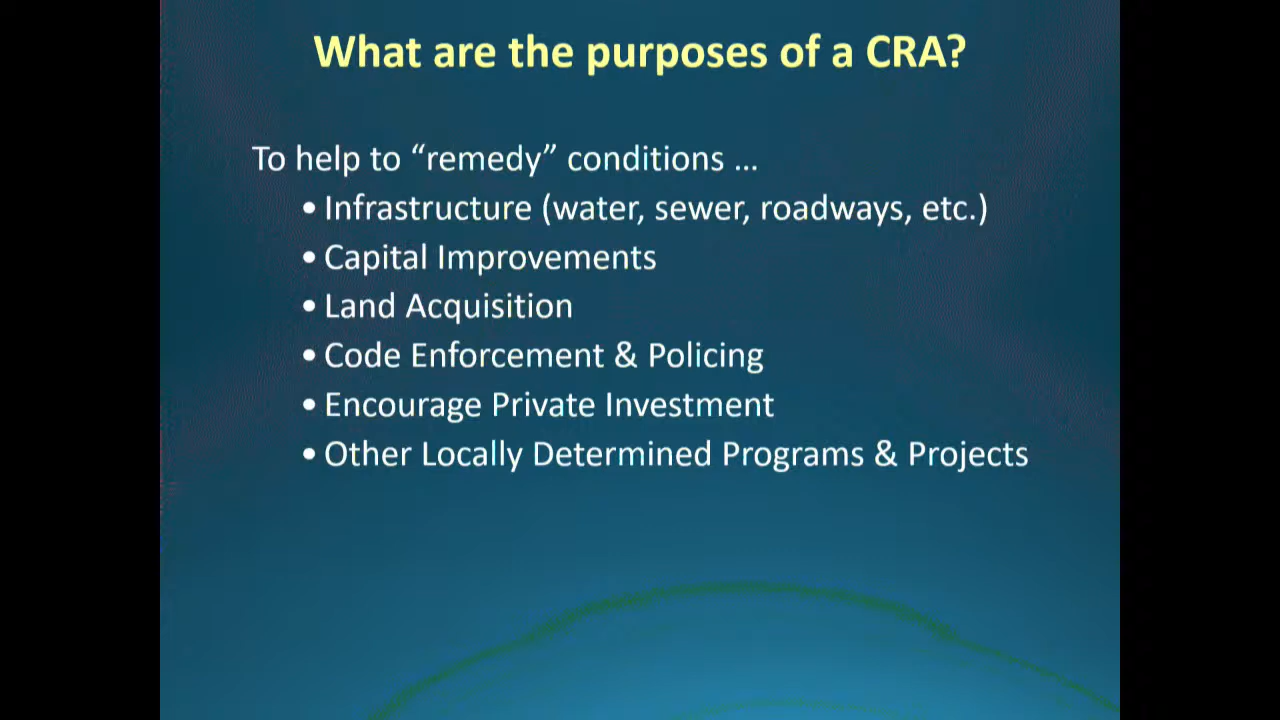 What are the purposes of a CRA?
To help to “remedy” conditions ...
• Infrastructure (water, sewer, roadways, etc.)
• Capital Improvements
• Land Acquisition
• Code Enforcement & Policing
• Encourage Private Investment
• Other Locally Determined Programs & Projects